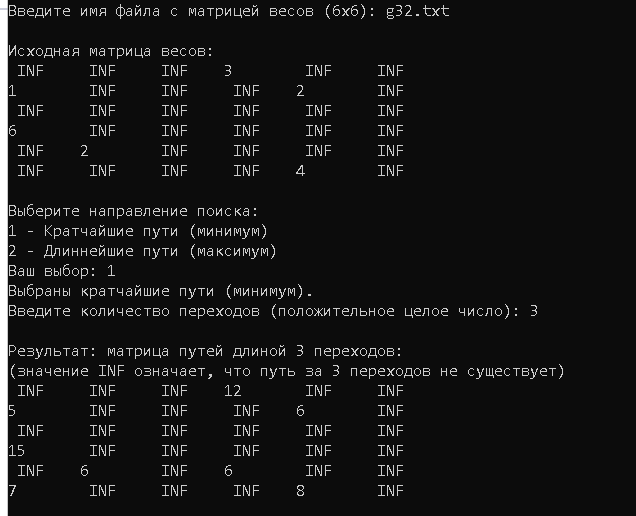 Введите имя файла с матрицей весов (6x6): g32.txt
Исходная матрица весов:
INF INF INF 3 INF INF
1 INF INF INF 2 INF
INF INF INF INF INF INF
6 INF INF INF INF INF
INF 2 INF INF INF INF
INF INF INF INF 4 INF
Выберите направление поиска:
1 - Кратчайшие пути (минимум)
2 - Длиннейшие пути (максимум)
Ваш выбор: 1
Выбраны кратчайшие пути (минимум).
Введите количество переходов (положительное целое число): 3
Результат: матрица путей длиной 3 переходов:
(значение INF означает, что путь за 3 переходов не существует)
INF INF INF 12 INF INF
5 INF INF INF 6 INF
INF INF INF INF INF INF
15 INF INF INF INF INF
INF 6 INF 6 INF INF
7 INF INF INF 8 INF